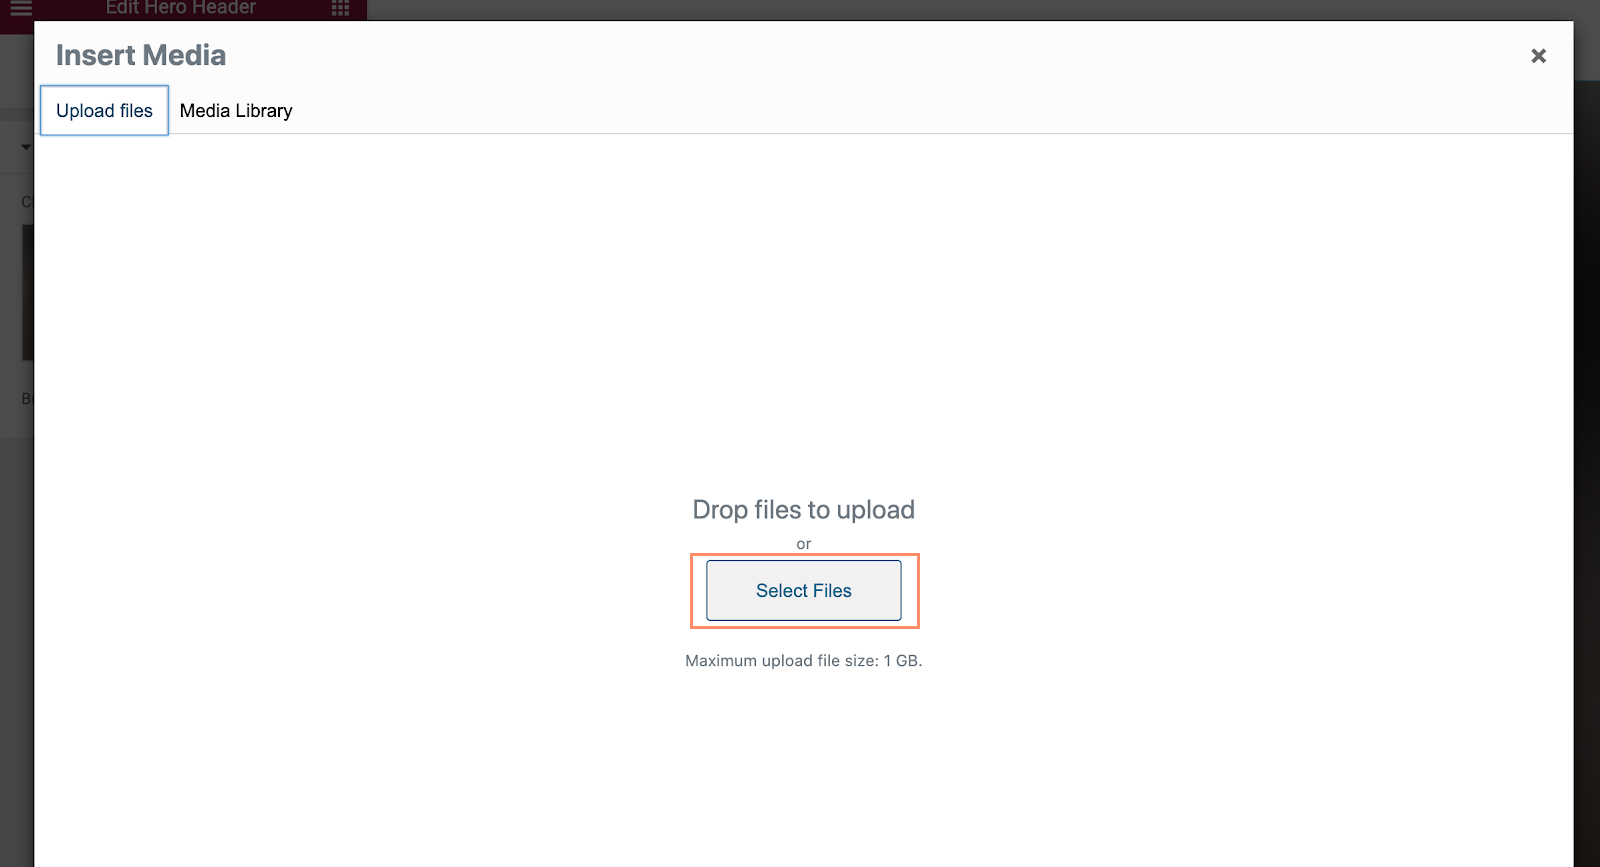 Edit Hero Header
Insert Media
Upload files Media Library
Drop files to upload
or
Select Files
Maximum upload file size: 1 GB.